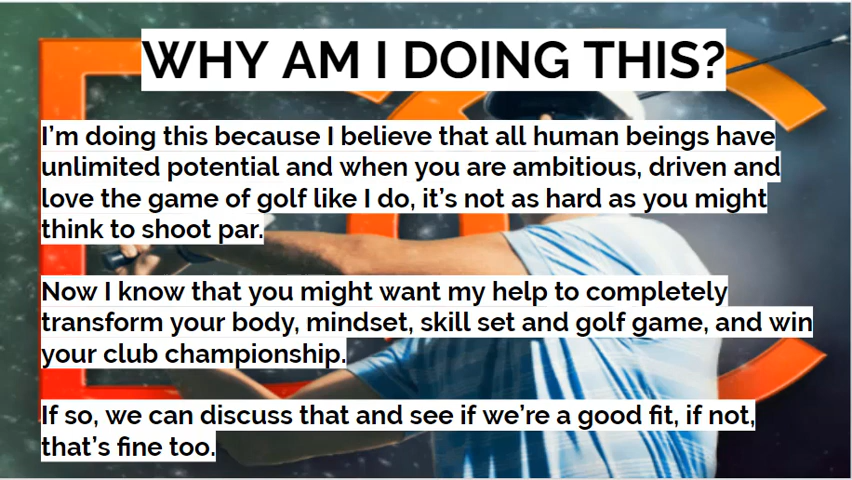 WHY AM I DOING THIS?
I'm doing this because I believe that all human beings have
unlimited potential and when you are ambitious, driven and
love the game of golf like I do, it's not as hard as you might
think to shoot par.
Now I know that you might want my help to completely
transform your body, mindset, skill set and golf game, and win
your club championship.
If so, we can discuss that and see if we're a good fit, if not,
that's fine too.